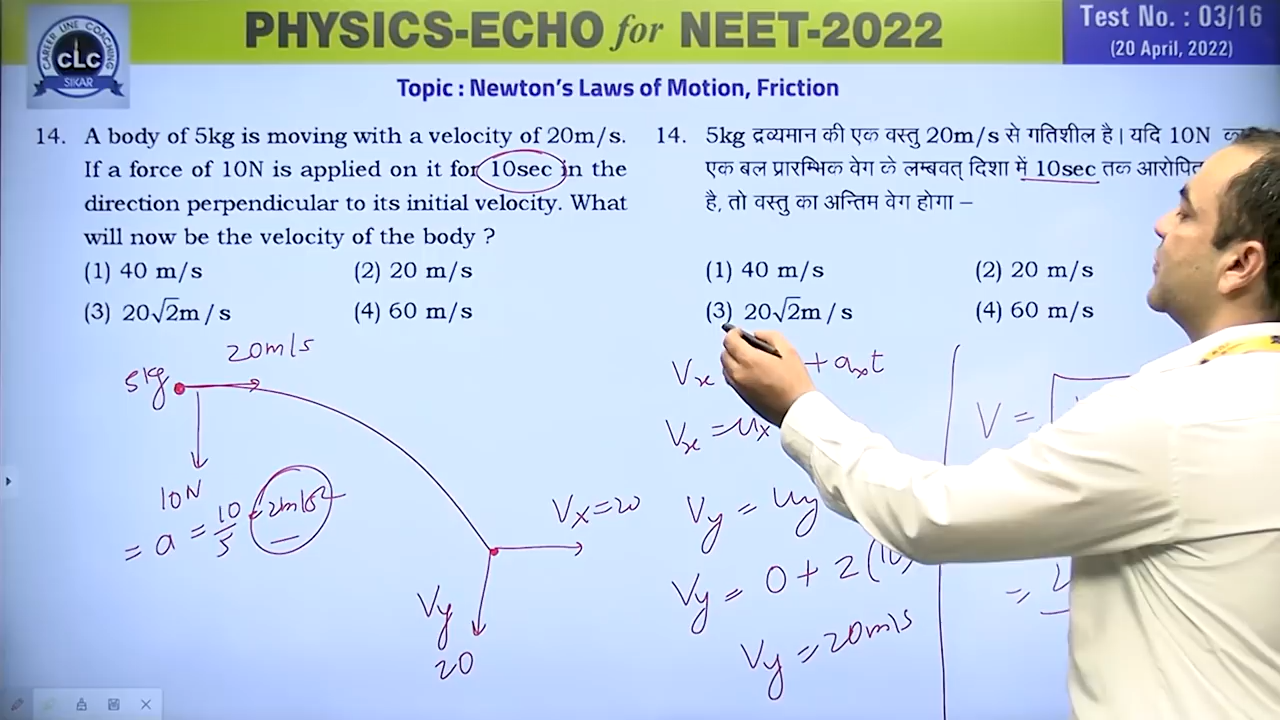 PHYSICS-ECHO for NEET-2022
Test No. : 03/16
(20 April, 2022)
CAREER LINE COACHING
CLC
SIKAR
Topic : Newton's Laws of Motion, Friction
14. A body of 5kg is moving with a velocity of 20m/s.
If a force of 10N is applied on it for 10sec in the
direction perpendicular to its initial velocity. What
will now be the velocity of the body ?
(1) 40 m/s (2) 20 m/s
(3) 20√2m/s (4) 60 m/s
14. 5kg द्रव्यमान की एक वस्तु 20m/s से गतिशील है। यदि 10N
एक बल प्रारम्भिक वेग के लम्बवत् दिशा में 10sec तक आरोपित
है, तो वस्तु का अन्तिम वेग होगा –
(1) 40 m/s (2) 20 m/s
(3) 20√2m/s (4) 60 m/s
20m/s
5kg
10N
= a = 10/5 = 2m/s²
Vx=20
Vy
20
Vx + axt
Vx = ux
Vy = uy
Vy = 0 + 2(10)
Vy = 20m/s
V =
=